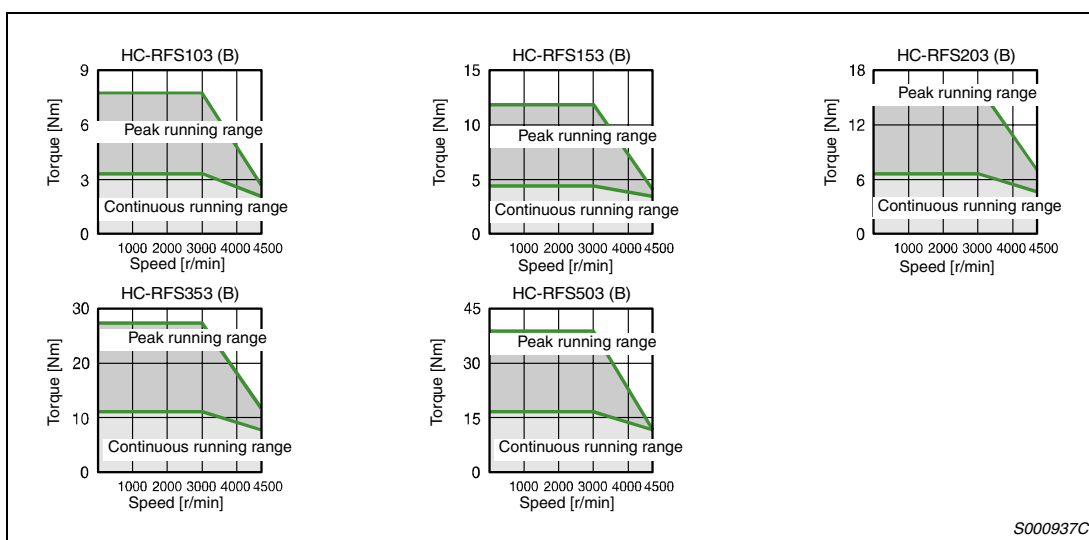 HC-RFS103 (B)
9
6
3
0
Torque [Nm]
Peak running range
Continuous running range
1000 2000 3000 4000 4500
Speed [r/min]
HC-RFS153 (B)
15
10
5
0
Torque [Nm]
Peak running range
Continuous running range
1000 2000 3000 4000 4500
Speed [r/min]
HC-RFS203 (B)
18
12
6
0
Torque [Nm]
Peak running range
Continuous running range
1000 2000 3000 4000 4500
Speed [r/min]
HC-RFS353 (B)
30
20
10
0
Torque [Nm]
Peak running range
Continuous running range
1000 2000 3000 4000 4500
Speed [r/min]
HC-RFS503 (B)
45
30
15
0
Torque [Nm]
Peak running range
Continuous running range
1000 2000 3000 4000 4500
Speed [r/min]
S000937C